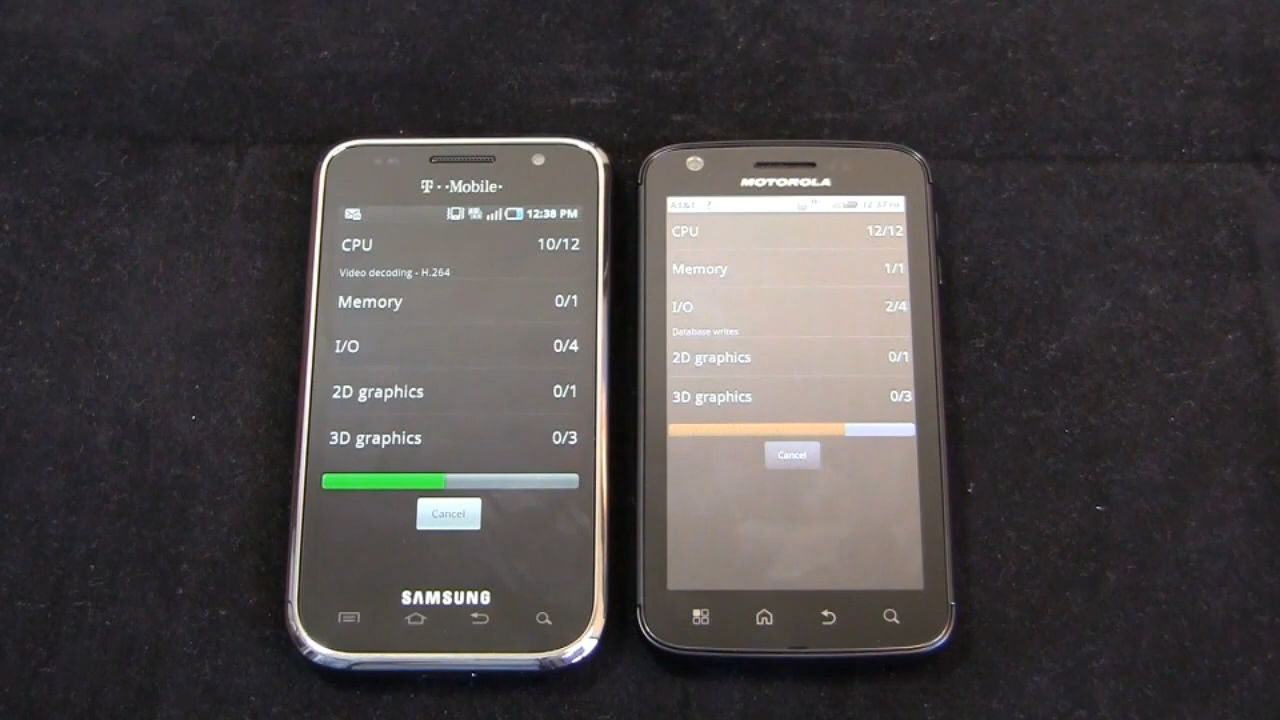 T··Mobile·
12:38 PM
CPU 10/12
Video decoding - H.264
Memory 0/1
I/O 0/4
2D graphics 0/1
3D graphics 0/3
Cancel
SAMSUNG
MOTOROLA
AT&T
CPU 12/12
Memory 1/1
I/O 2/4
Database writes
2D graphics 0/1
3D graphics 0/3
Cancel